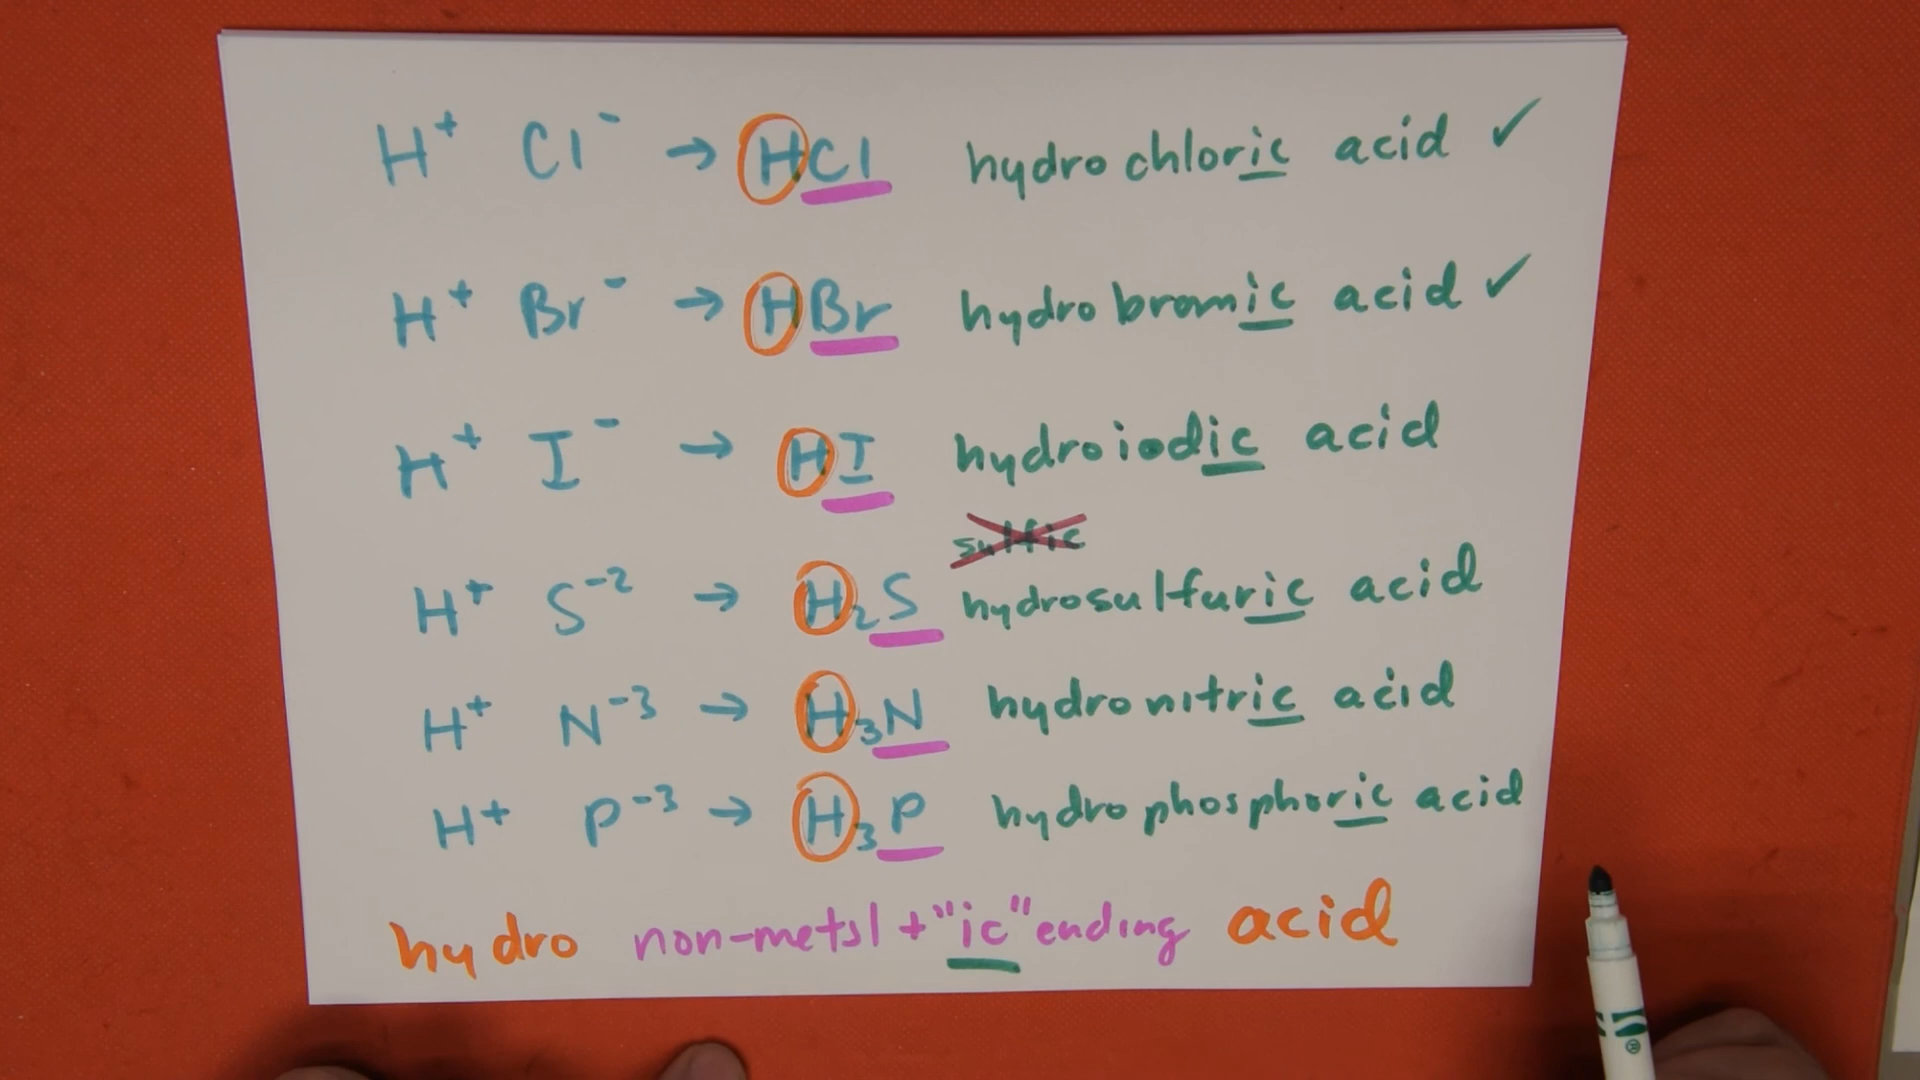 H⁺ Cl⁻ → HCl hydrochloric acid ✓
H⁺ Br⁻ → HBr hydrobromic acid ✓
H⁺ I⁻ → HI hydroiodic acid
sulfic
H⁺ S⁻² → H₂S hydrosulfuric acid
H⁺ N⁻³ → H₃N hydronitric acid
H⁺ P⁻³ → H₃P hydrophosphoric acid
hydro non-metal + "ic" ending acid